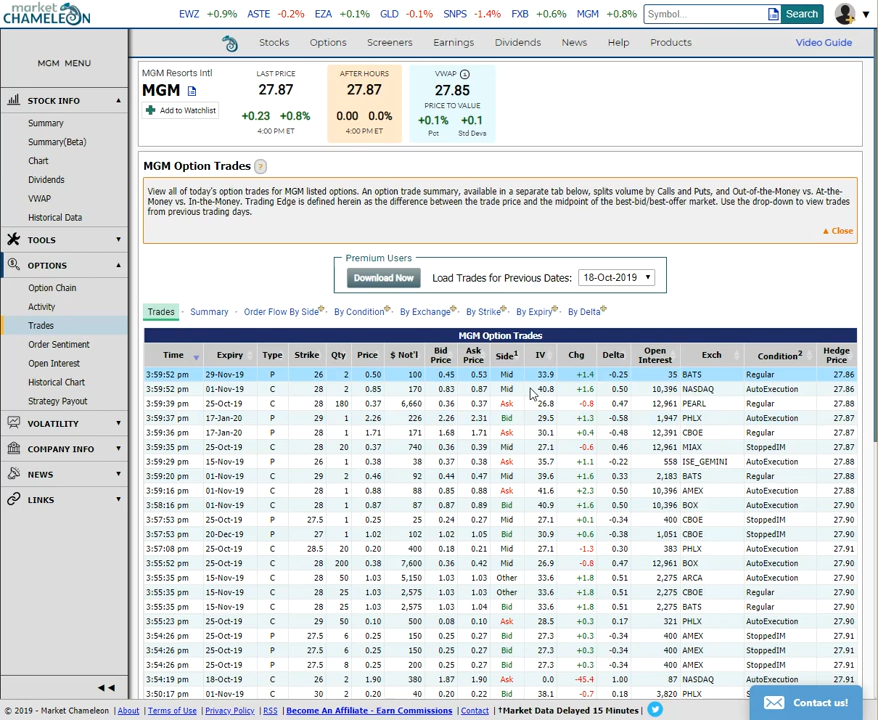 market
CHAMELEON
EWZ +0.9% ASTE -0.2% EZA +0.1% GLD -0.1% SNPS -1.4% FXB +0.6% MGM +0.8% Symbol... Search
MGM MENU
Stocks Options Screeners Earnings Dividends News Help Products Video Guide
STOCK INFO
Summary
Summary(Beta)
Chart
Dividends
VWAP
Historical Data
TOOLS
OPTIONS
Option Chain
Activity
Trades
Order Sentiment
Open Interest
Historical Chart
Strategy Payout
VOLATILITY
COMPANY INFO
NEWS
LINKS
MGM Resorts Intl
MGM
Add to Watchlist
LAST PRICE
27.87
+0.23 +0.8%
4:00 PM ET
AFTER HOURS
27.87
0.00 0.0%
4:00 PM ET
VWAP
27.85
PRICE TO VALUE
+0.1% +0.1
Pct Std Devs
MGM Option Trades ?
View all of today's option trades for MGM listed options. An option trade summary, available in a separate tab below, splits volume by Calls and Puts, and Out-of-the-Money vs. At-the-
Money vs. In-the-Money. Trading Edge is defined herein as the difference between the trade price and the midpoint of the best-bid/best-offer market. Use the drop-down to view trades
from previous trading days.
▲ Close
Premium Users
Download Now Load Trades for Previous Dates: 18-Oct-2019
Trades · Summary · Order Flow By Side · By Condition · By Exchange · By Strike · By Expiry · By Delta
MGM Option Trades
Time Expiry Type Strike Qty Price $ Not'l Bid Price Ask Price Side1 IV Chg Delta Open Interest Exch Condition2 Hedge Price
3:59:52 pm 29-Nov-19 P 26 2 0.50 100 0.45 0.53 Mid 33.9 +1.4 -0.25 35 BATS Regular 27.86
3:59:52 pm 01-Nov-19 C 28 2 0.85 170 0.83 0.87 Mid 40.8 +1.6 0.50 10,396 NASDAQ AutoExecution 27.86
3:59:39 pm 25-Oct-19 C 28 180 0.37 6,660 0.36 0.37 Ask 26.8 -0.8 0.47 12,961 PEARL Regular 27.88
3:59:37 pm 17-Jan-20 P 29 1 2.26 226 2.26 2.31 Bid 29.5 +1.3 -0.58 1,947 PHLX AutoExecution 27.87
3:59:36 pm 17-Jan-20 P 28 1 1.71 171 1.68 1.71 Ask 30.1 +0.4 -0.48 12,391 CBOE Regular 27.87
3:59:35 pm 25-Oct-19 C 28 20 0.37 740 0.36 0.39 Mid 27.1 -0.6 0.46 12,961 MIAX StoppedIM 27.87
3:59:29 pm 15-Nov-19 P 26 1 0.38 38 0.37 0.38 Ask 35.7 +1.1 -0.22 558 ISE_GEMINI AutoExecution 27.88
3:59:20 pm 01-Nov-19 C 29 2 0.46 92 0.44 0.47 Mid 39.6 +1.6 0.33 2,183 BATS Regular 27.88
3:59:16 pm 01-Nov-19 C 28 1 0.88 88 0.85 0.88 Ask 41.6 +2.3 0.50 10,396 AMEX AutoExecution 27.88
3:58:16 pm 01-Nov-19 C 28 1 0.87 87 0.87 0.89 Bid 40.9 +1.6 0.50 10,396 BOX AutoExecution 27.90
3:57:53 pm 25-Oct-19 P 27.5 1 0.25 25 0.24 0.27 Mid 27.1 +0.1 -0.34 400 CBOE StoppedIM 27.90
3:57:53 pm 20-Dec-19 P 27 1 1.02 102 1.02 1.05 Bid 30.9 +0.6 -0.38 1,051 CBOE StoppedIM 27.90
3:57:08 pm 25-Oct-19 C 28.5 20 0.20 400 0.18 0.21 Mid 27.1 -1.3 0.30 383 PHLX AutoExecution 27.91
3:55:52 pm 25-Oct-19 C 28 200 0.38 7,600 0.36 0.42 Mid 26.9 -0.8 0.47 12,961 BOX AutoExecution 27.90
3:55:35 pm 15-Nov-19 C 28 50 1.03 5,150 1.03 1.03 Other 33.6 +1.8 0.51 2,275 ARCA AutoExecution 27.90
3:55:35 pm 15-Nov-19 C 28 25 1.03 2,575 1.03 1.03 Other 33.6 +1.8 0.51 2,275 CBOE Regular 27.90
3:55:35 pm 15-Nov-19 C 28 25 1.03 2,575 1.03 1.04 Bid 33.6 +1.8 0.51 2,275 BATS Regular 27.90
3:55:23 pm 25-Oct-19 C 29 50 0.10 500 0.08 0.10 Ask 28.5 +0.3 0.17 321 PHLX AutoExecution 27.91
3:54:26 pm 25-Oct-19 P 27.5 6 0.25 150 0.25 0.27 Bid 27.3 +0.3 -0.34 400 AMEX StoppedIM 27.91
3:54:26 pm 25-Oct-19 P 27.5 6 0.25 150 0.25 0.27 Bid 27.3 +0.3 -0.34 400 AMEX StoppedIM 27.91
3:54:26 pm 25-Oct-19 P 27.5 8 0.25 200 0.25 0.27 Bid 27.3 +0.3 -0.34 400 AMEX StoppedIM 27.91
3:54:19 pm 18-Oct-19 C 26 2 1.90 380 1.87 1.90 Ask 0.0 -45.4 1.00 87 NASDAQ AutoExecution 27.91
3:50:17 pm 01-Nov-19 C 30 2 0.20 40 0.20 0.22 Bid 38.1 -0.7 0.18 3,820 PHLX AutoExecution 27.91
Contact us!
© 2019 - Market Chameleon | About | Terms of Use | Privacy Policy | RSS | Become An Affiliate - Earn Commissions | Contact | †Market Data Delayed 15 Minutes |